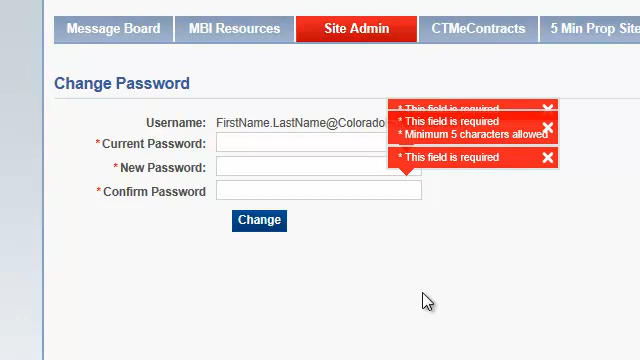 Message Board
MBI Resources
Site Admin
CTMeContracts
5 Min Prop Site
Change Password
Username: FirstName.LastName@Colorado
* This field is required
* This field is required
* Minimum 5 characters allowed
* Current Password:
* New Password:
* This field is required
* Confirm Password
Change